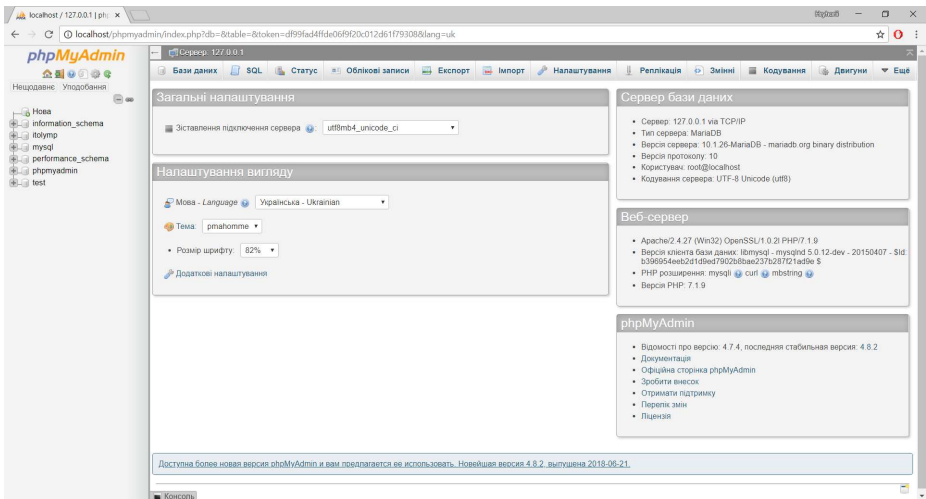 localhost / 127.0.0.1 | ph
localhost/phpmyadmin/index.php?db=&table=&token=df99fad4ffde06f9f20c012d61f79308&lang=uk
phpMyAdmin
Нещодавнє Уподобання
Нова
information_schema
itolymp
mysql
performance_schema
phpmyadmin
test
Сервер: 127.0.0.1
Бази даних SQL Статус Облікові записи Експорт Імпорт Налаштування Реплікація Змінні Кодування Двигуни Ещё
Загальні налаштування
Зіставлення підключення сервера : utf8mb4_unicode_ci
Налаштування вигляду
Мова - Language Українська - Ukrainian
Тема: pmahomme
Розмір шрифту: 82%
Додаткові налаштування
Сервер бази даних
Сервер: 127.0.0.1 via TCP/IP
Тип сервера: MariaDB
Версія сервера: 10.1.26-MariaDB - mariadb.org binary distribution
Версія протоколу: 10
Користувач: root@localhost
Кодування сервера: UTF-8 Unicode (utf8)
Веб-сервер
Apache/2.4.27 (Win32) OpenSSL/1.0.2l PHP/7.1.9
Версія клієнта бази даних: libmysql - mysqlnd 5.0.12-dev - 20150407 - $Id:
b396954eeb2d1d9ed7902b8bae237b287f21ad9e $
PHP розширення: mysqli curl mbstring
Версія PHP: 7.1.9
phpMyAdmin
Відомості про версію: 4.7.4, последняя стабильная версия: 4.8.2
Документація
Офіційна сторінка phpMyAdmin
Зробити внесок
Отримати підтримку
Перелік змін
Ліцензія
Доступна более новая версия phpMyAdmin и вам предлагается ее использовать. Новейшая версия 4.8.2, выпущена 2018-06-21.
Консоль